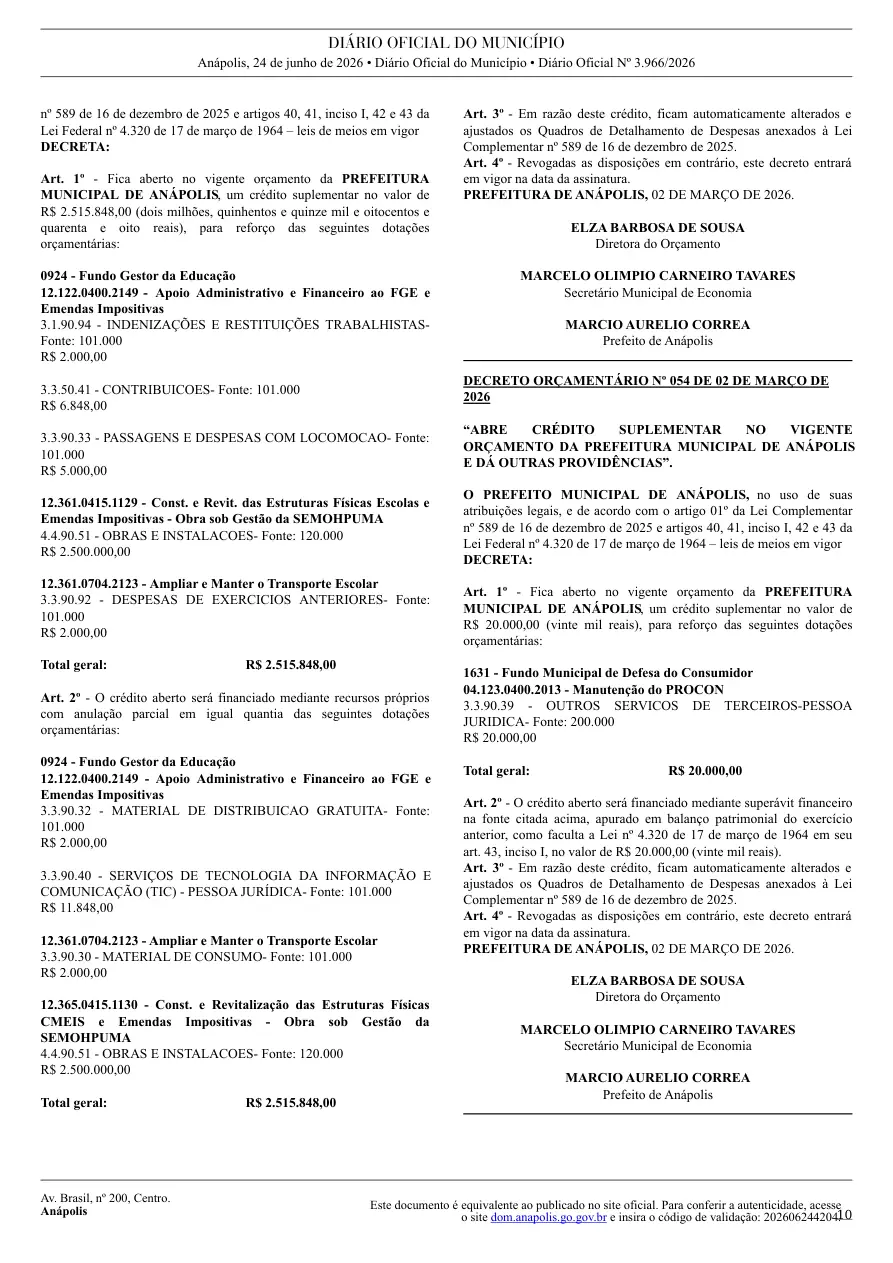 DIÁRIO OFICIAL DO MUNICÍPIO
Anápolis, 24 de junho de 2026 • Diário Oficial do Município • Diário Oficial Nº 3.966/2026
nº 589 de 16 de dezembro de 2025 e artigos 40, 41, inciso I, 42 e 43 da
Lei Federal nº 4.320 de 17 de março de 1964 – leis de meios em vigor
DECRETA:
Art. 1º - Fica aberto no vigente orçamento da PREFEITURA
MUNICIPAL DE ANÁPOLIS, um crédito suplementar no valor de
R$ 2.515.848,00 (dois milhões, quinhentos e quinze mil e oitocentos e
quarenta e oito reais), para reforço das seguintes dotações
orçamentárias:
0924 - Fundo Gestor da Educação
12.122.0400.2149 - Apoio Administrativo e Financeiro ao FGE e
Emendas Impositivas
3.1.90.94 - INDENIZAÇÕES E RESTITUIÇÕES TRABALHISTAS-
Fonte: 101.000
R$ 2.000,00
3.3.50.41 - CONTRIBUICOES- Fonte: 101.000
R$ 6.848,00
3.3.90.33 - PASSAGENS E DESPESAS COM LOCOMOCAO- Fonte:
101.000
R$ 5.000,00
12.361.0415.1129 - Const. e Revit. das Estruturas Físicas Escolas e
Emendas Impositivas - Obra sob Gestão da SEMOHPUMA
4.4.90.51 - OBRAS E INSTALACOES- Fonte: 120.000
R$ 2.500.000,00
12.361.0704.2123 - Ampliar e Manter o Transporte Escolar
3.3.90.92 - DESPESAS DE EXERCICIOS ANTERIORES- Fonte:
101.000
R$ 2.000,00
Total geral: R$ 2.515.848,00
Art. 2º - O crédito aberto será financiado mediante recursos próprios
com anulação parcial em igual quantia das seguintes dotações
orçamentárias:
0924 - Fundo Gestor da Educação
12.122.0400.2149 - Apoio Administrativo e Financeiro ao FGE e
Emendas Impositivas
3.3.90.32 - MATERIAL DE DISTRIBUICAO GRATUITA- Fonte:
101.000
R$ 2.000,00
3.3.90.40 - SERVIÇOS DE TECNOLOGIA DA INFORMAÇÃO E
COMUNICAÇÃO (TIC) - PESSOA JURÍDICA- Fonte: 101.000
R$ 11.848,00
12.361.0704.2123 - Ampliar e Manter o Transporte Escolar
3.3.90.30 - MATERIAL DE CONSUMO- Fonte: 101.000
R$ 2.000,00
12.365.0415.1130 - Const. e Revitalização das Estruturas Físicas
CMEIS e Emendas Impositivas - Obra sob Gestão da
SEMOHPUMA
4.4.90.51 - OBRAS E INSTALACOES- Fonte: 120.000
R$ 2.500.000,00
Total geral: R$ 2.515.848,00
Art. 3º - Em razão deste crédito, ficam automaticamente alterados e
ajustados os Quadros de Detalhamento de Despesas anexados à Lei
Complementar nº 589 de 16 de dezembro de 2025.
Art. 4º - Revogadas as disposições em contrário, este decreto entrará
em vigor na data da assinatura.
PREFEITURA DE ANÁPOLIS, 02 DE MARÇO DE 2026.
ELZA BARBOSA DE SOUSA
Diretora do Orçamento
MARCELO OLIMPIO CARNEIRO TAVARES
Secretário Municipal de Economia
MARCIO AURELIO CORREA
Prefeito de Anápolis
DECRETO ORÇAMENTÁRIO Nº 054 DE 02 DE MARÇO DE
2026
“ABRE CRÉDITO SUPLEMENTAR NO VIGENTE
ORÇAMENTO DA PREFEITURA MUNICIPAL DE ANÁPOLIS
E DÁ OUTRAS PROVIDÊNCIAS”.
O PREFEITO MUNICIPAL DE ANÁPOLIS, no uso de suas
atribuições legais, e de acordo com o artigo 01º da Lei Complementar
nº 589 de 16 de dezembro de 2025 e artigos 40, 41, inciso I, 42 e 43 da
Lei Federal nº 4.320 de 17 de março de 1964 – leis de meios em vigor
DECRETA:
Art. 1º - Fica aberto no vigente orçamento da PREFEITURA
MUNICIPAL DE ANÁPOLIS, um crédito suplementar no valor de
R$ 20.000,00 (vinte mil reais), para reforço das seguintes dotações
orçamentárias:
1631 - Fundo Municipal de Defesa do Consumidor
04.123.0400.2013 - Manutenção do PROCON
3.3.90.39 - OUTROS SERVICOS DE TERCEIROS-PESSOA
JURIDICA- Fonte: 200.000
R$ 20.000,00
Total geral: R$ 20.000,00
Art. 2º - O crédito aberto será financiado mediante superávit financeiro
na fonte citada acima, apurado em balanço patrimonial do exercício
anterior, como faculta a Lei nº 4.320 de 17 de março de 1964 em seu
art. 43, inciso I, no valor de R$ 20.000,00 (vinte mil reais).
Art. 3º - Em razão deste crédito, ficam automaticamente alterados e
ajustados os Quadros de Detalhamento de Despesas anexados à Lei
Complementar nº 589 de 16 de dezembro de 2025.
Art. 4º - Revogadas as disposições em contrário, este decreto entrará
em vigor na data da assinatura.
PREFEITURA DE ANÁPOLIS, 02 DE MARÇO DE 2026.
ELZA BARBOSA DE SOUSA
Diretora do Orçamento
MARCELO OLIMPIO CARNEIRO TAVARES
Secretário Municipal de Economia
MARCIO AURELIO CORREA
Prefeito de Anápolis
Av. Brasil, nº 200, Centro.
Anápolis
Este documento é equivalente ao publicado no site oficial. Para conferir a autenticidade, acesse
o site dom.anapolis.go.gov.br e insira o código de validação:
10